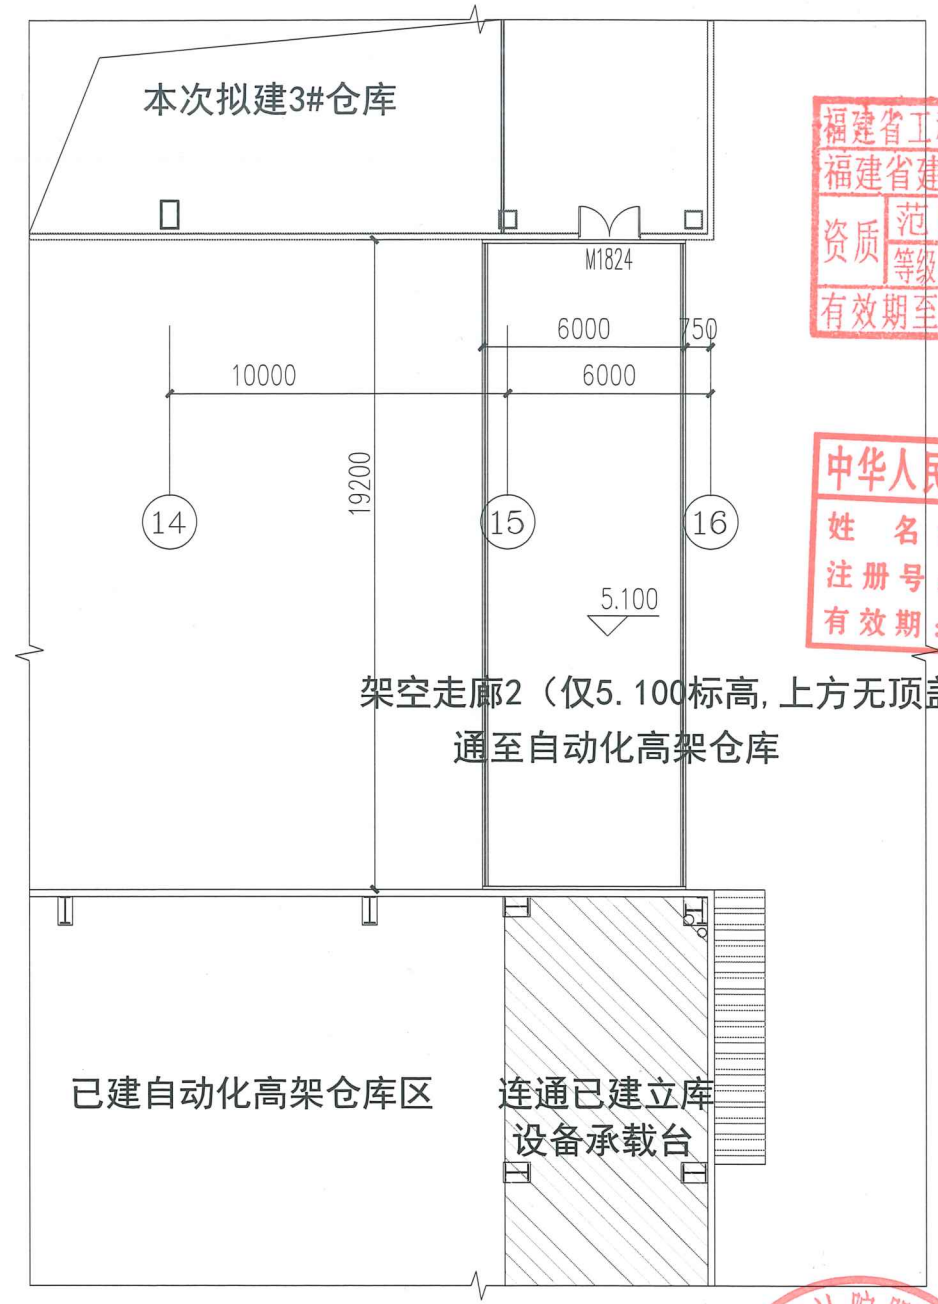 本次拟建3#仓库
福建省工
福建省建
资质
范
等级
有效期至
M1824
6000
750
10000
6000
19200
中华人民
14
15
16
姓 名
注册号
有效期
5.100
架空走廊2（仅5.100标高,上方无顶盖
通至自动化高架仓库
已建自动化高架仓库区
连通已建立库
设备承载台